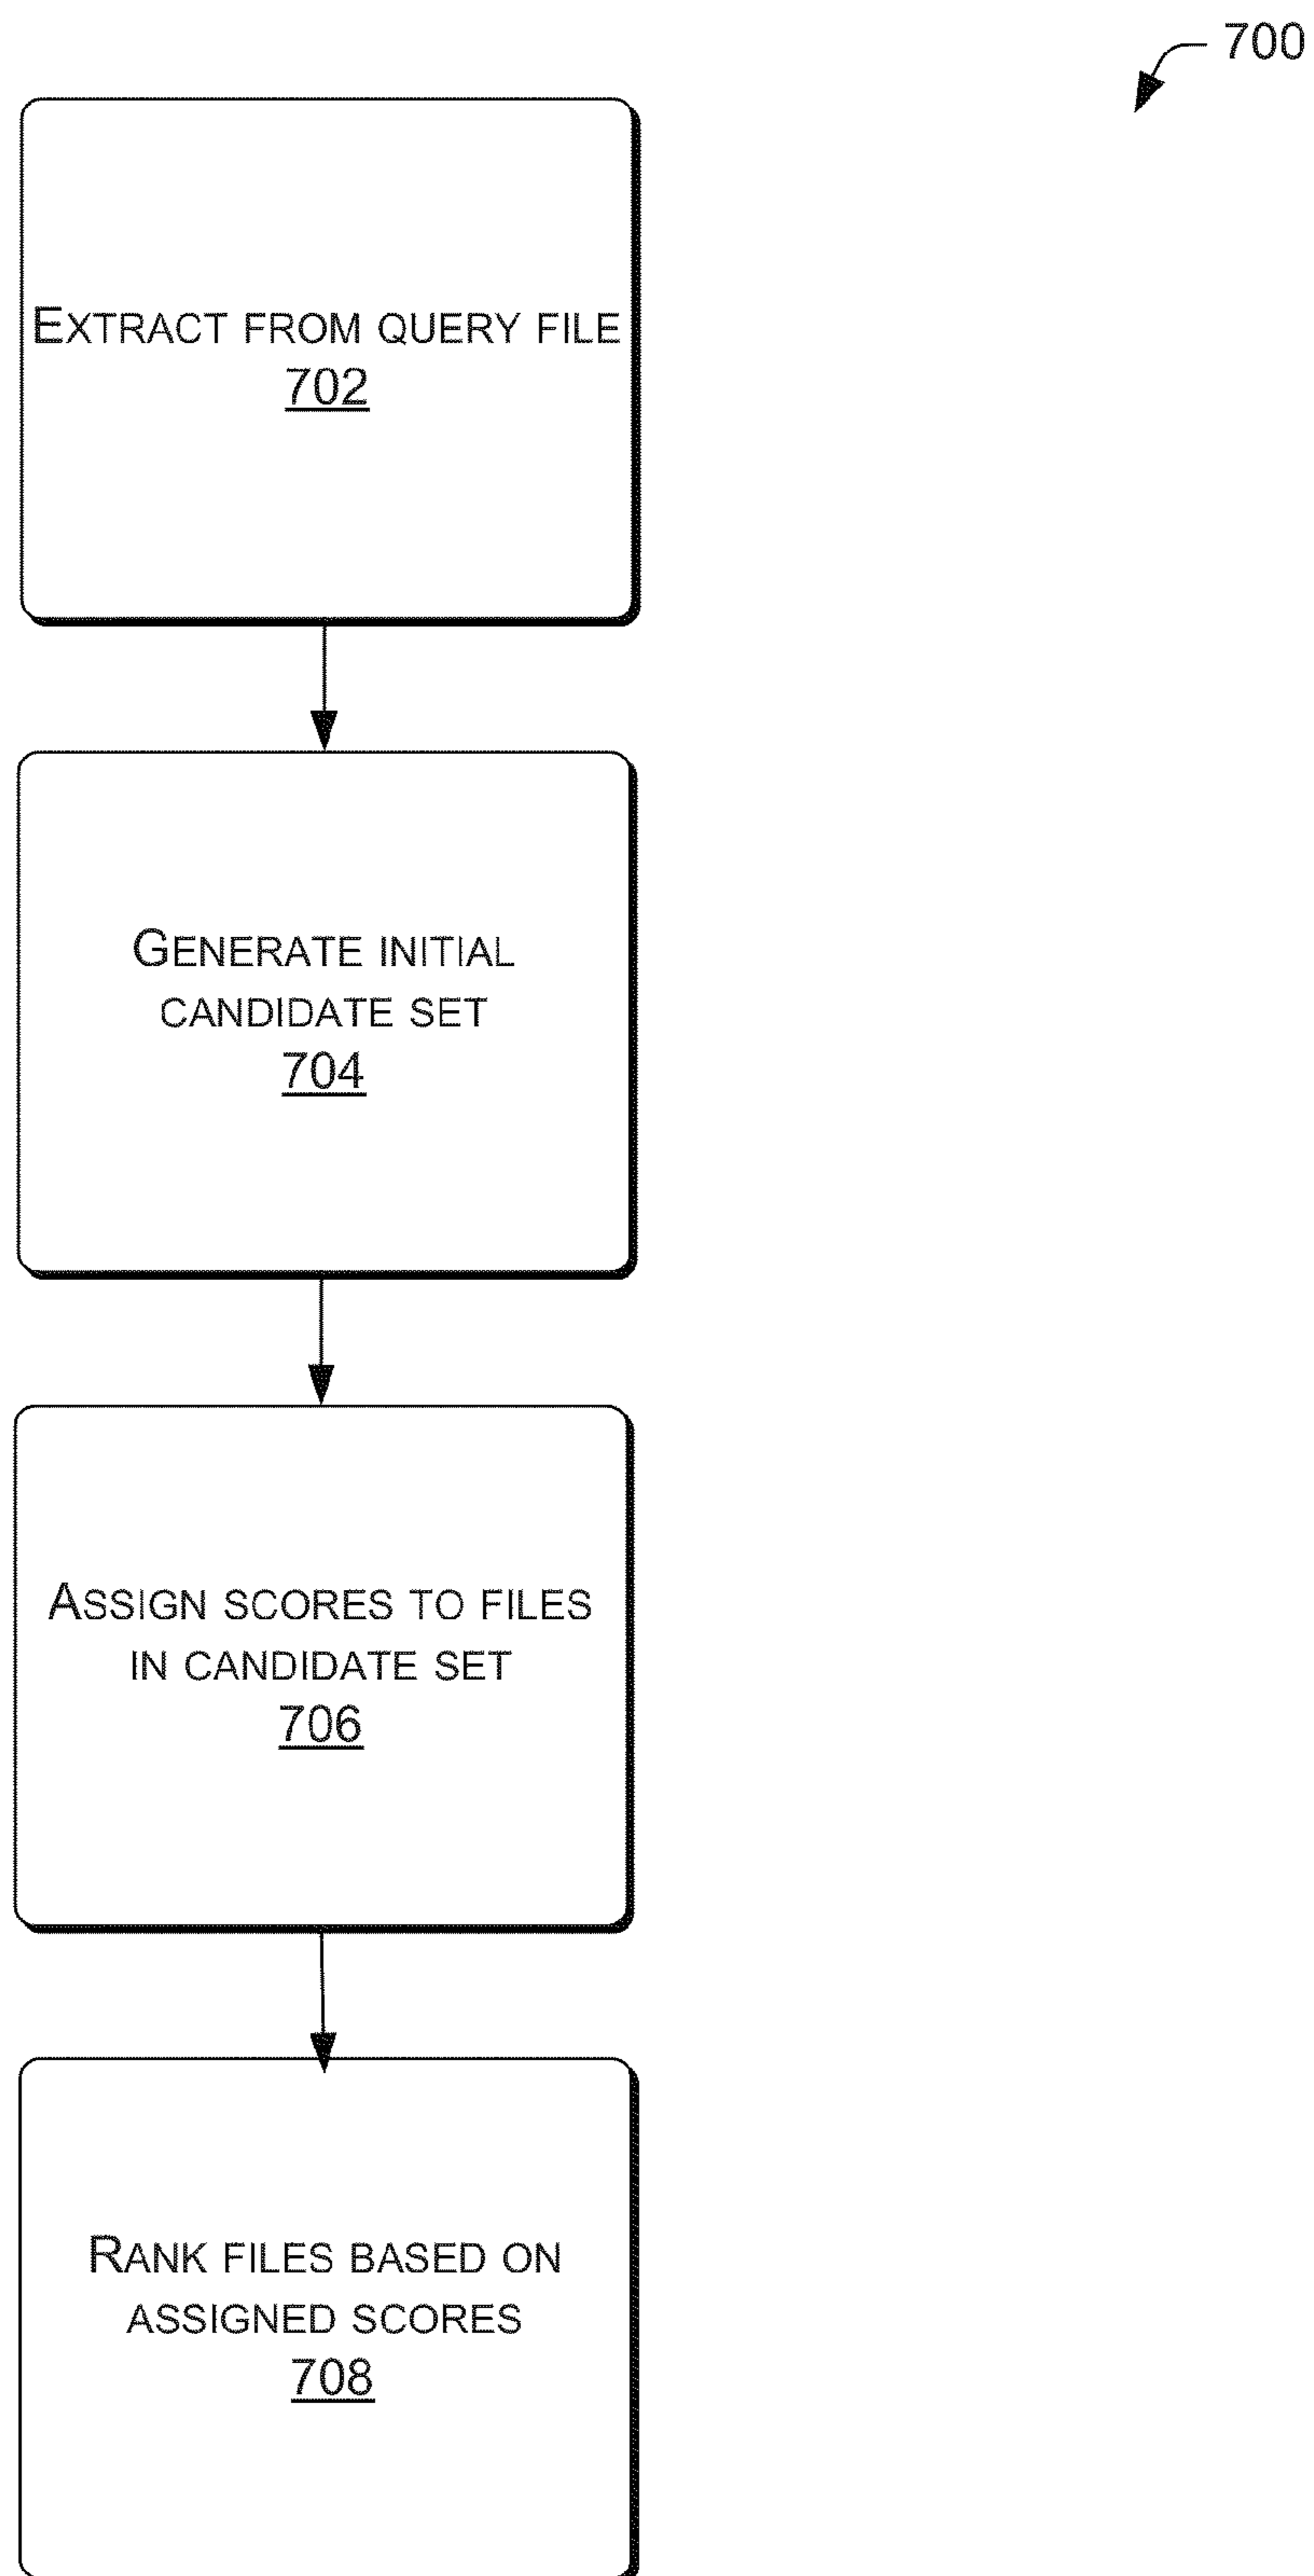 700
EXTRACT FROM QUERY FILE
702
GENERATE INITIAL
CANDIDATE SET
704
ASSIGN SCORES TO FILES
IN CANDIDATE SET
706
RANK FILES BASED ON
ASSIGNED SCORES
708